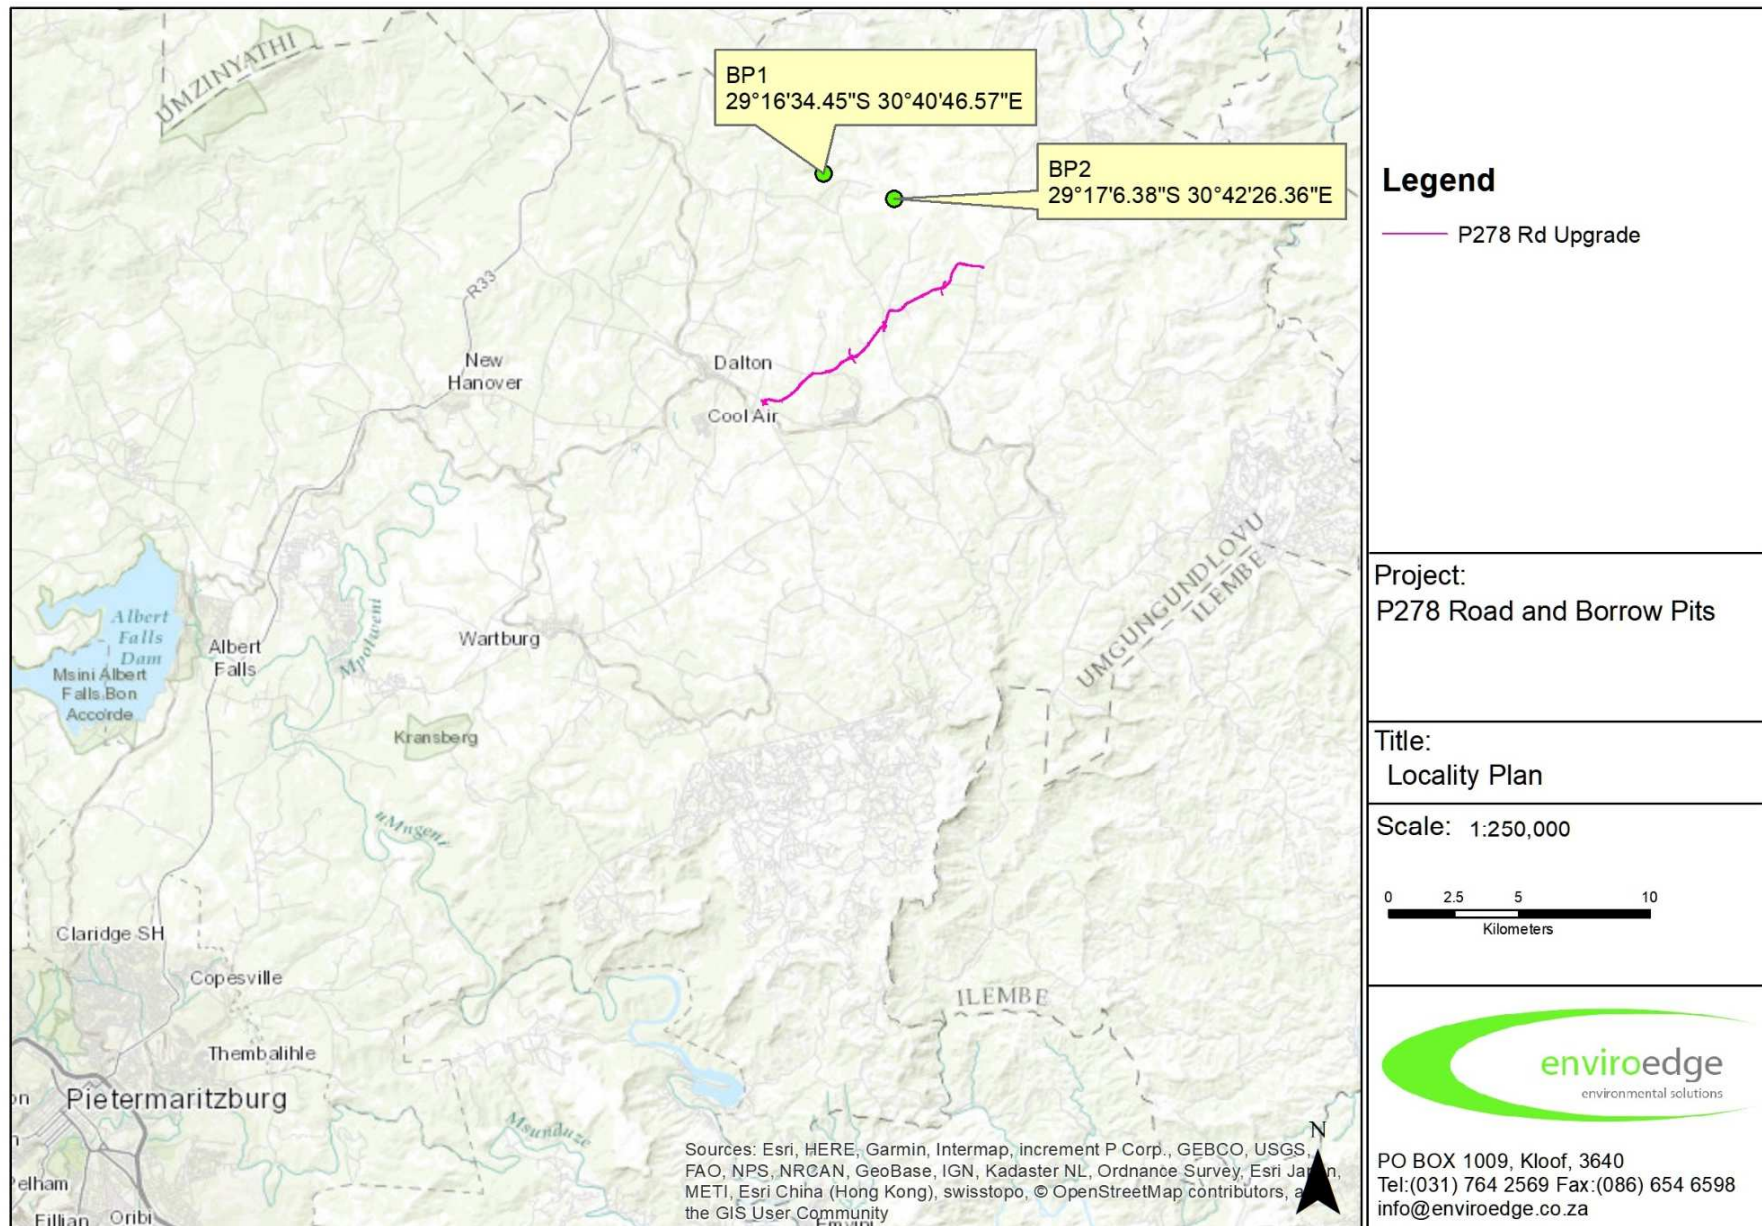 UMZINYATHI
BP1
29°16'34.45"S 30°40'46.57"E
BP2
29°17'6.38"S 30°42'26.36"E
R33
New
Hanover
Dalton
Cool Air
UMGUNGUNDLOVU
ILEMBE
Albert
Falls
Dam
Msini Albert
Falls Bon
Accorde
Albert
Falls
Mpolweni
Wartburg
Kransberg
uMngeni
Claridge SH
Copesville
ILEMBE
Thembalihle
Pietermaritzburg
Msunduze
Oribi
Sources: Esri, HERE, Garmin, Intermap, increment P Corp., GEBCO, USGS,
FAO, NPS, NRCAN, GeoBase, IGN, Kadaster NL, Ordnance Survey, Esri Japan,
METI, Esri China (Hong Kong), swisstopo, © OpenStreetMap contributors,
the GIS User Community
N
Legend
P278 Rd Upgrade
Project:
P278 Road and Borrow Pits
Title:
Locality Plan
Scale: 1:250,000
0 2.5 5 10
Kilometers
enviroedge
environmental solutions
PO BOX 1009, Kloof, 3640
Tel:(031) 764 2569 Fax:(086) 654 6598
info@enviroedge.co.za